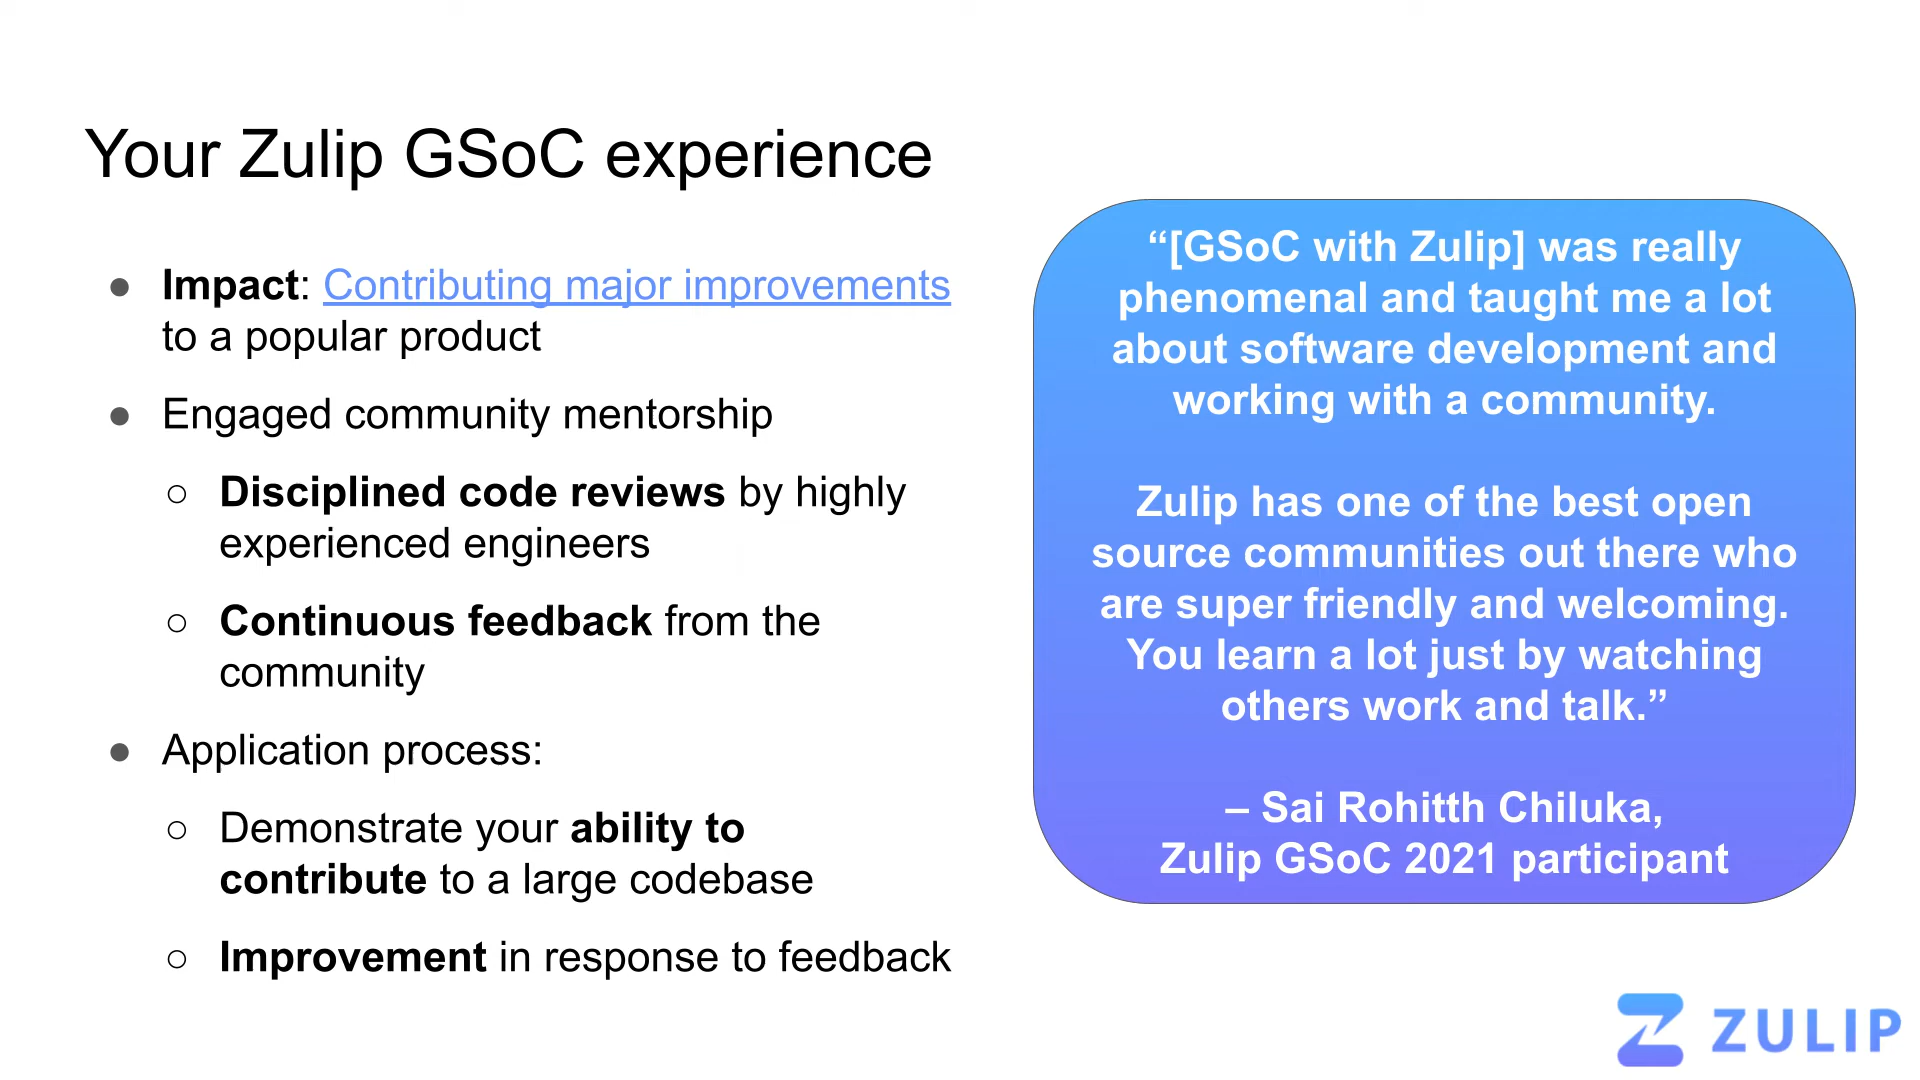 Your Zulip GSoC experience
● Impact: Contributing major improvements
to a popular product
● Engaged community mentorship
○ Disciplined code reviews by highly
experienced engineers
○ Continuous feedback from the
community
● Application process:
○ Demonstrate your ability to
contribute to a large codebase
○ Improvement in response to feedback
“[GSoC with Zulip] was really
phenomenal and taught me a lot
about software development and
working with a community.
Zulip has one of the best open
source communities out there who
are super friendly and welcoming.
You learn a lot just by watching
others work and talk.”
– Sai Rohitth Chiluka,
Zulip GSoC 2021 participant
ZULIP